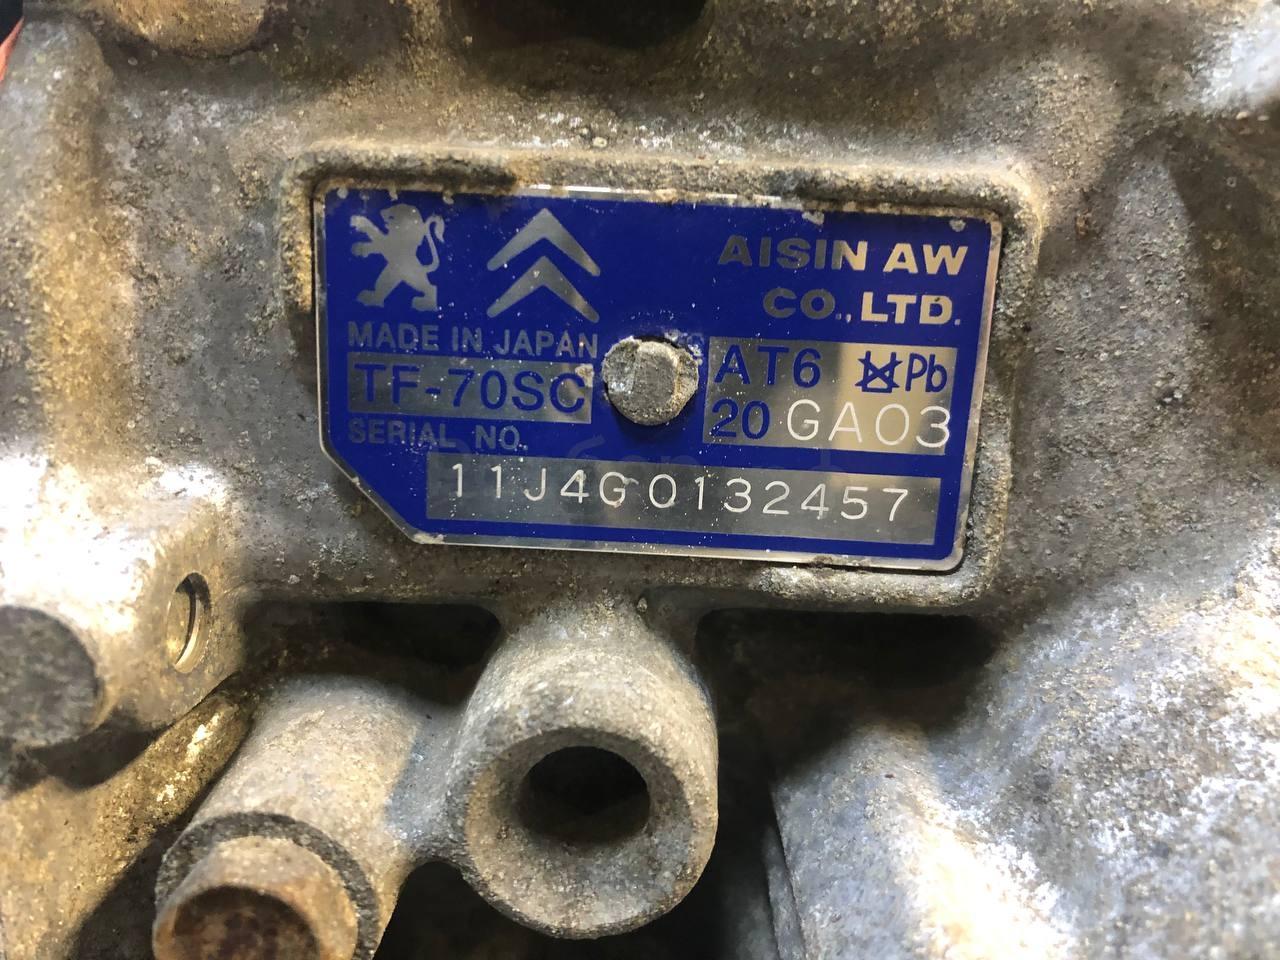 AISIN AW
CO., LTD.
MADE IN JAPAN
TF-70SC
AT6 Pb
20 GA03
SERIAL NO.
11J4G0132457